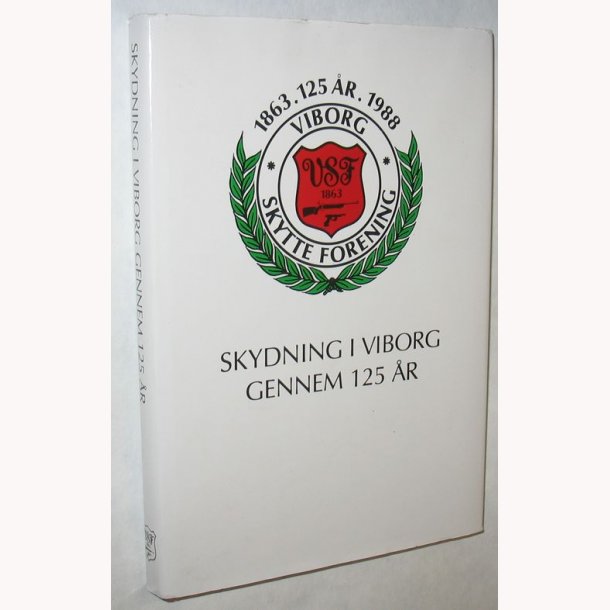 1863.125 ÅR.1988
VIBORG
VSF
1863
SKYTTE FORENING
SKYDNING I VIBORG
GENNEM 125 ÅR
SKYDNING I VIBORG GENNEM 125 ÅR